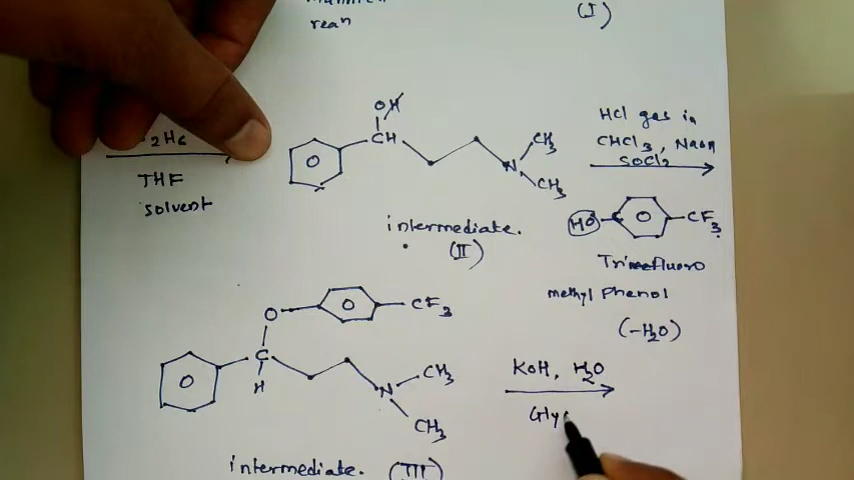 rean
(I)
2H6
THF
solvent
OH
CH
CH3
N
CH3
HCl gas in
CHCl3, NaOH
SOCl2
HO
CF3
intermediate.
(II)
Trifluoro
methyl Phenol
(-H2O)
O
CF3
C
H
N
CH3
CH3
KOH, H2O
Gly
intermediate. (III)